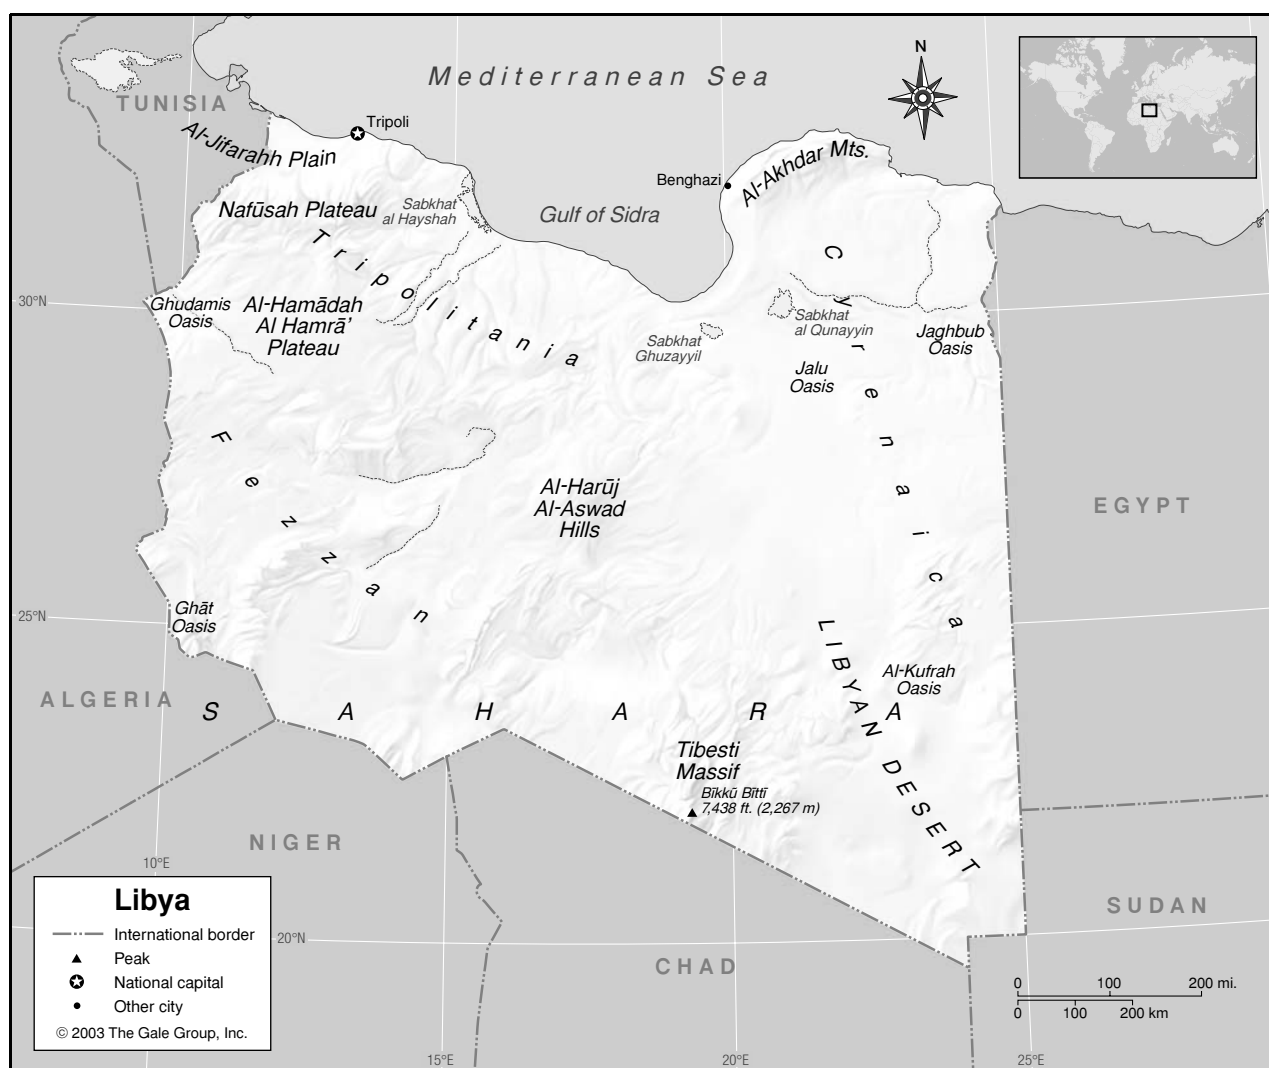 Mediterranean Sea
N
TUNISIA
Tripoli
Al-Jifarahh Plain
Al-Akhdar Mts.
Benghazi
Nafūsah Plateau
Sabkhat
al Hayshah
Gulf of Sidra
Tripolitania
Cyrenaica
30°N
Ghudamis
Oasis
Al-Hamādah
Al Hamrā'
Plateau
Sabkhat
Ghuzayyil
Sabkhat
al Qunayyin
Jaghbub
Oasis
Jalu
Oasis
Fezzan
Al-Harūj
Al-Aswad
Hills
EGYPT
25°N
Ghāt
Oasis
LIBYAN DESERT
Al-Kufrah
Oasis
ALGERIA
SAHARA
Tibesti
Massif
Bīkkū Bīttī
7,438 ft. (2,267 m)
NIGER
10°E
SUDAN
20°N
CHAD
Libya
International border
Peak
National capital
Other city
© 2003 The Gale Group, Inc.
0 100 200 mi.
0 100 200 km
15°E
20°E
25°E